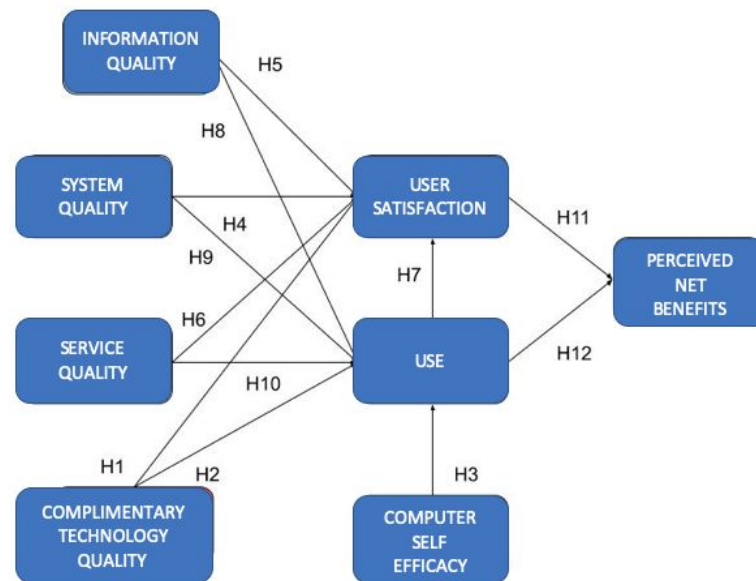 INFORMATION
QUALITY
H5
H8
SYSTEM
QUALITY
USER
SATISFACTION
H4
H9
H11
H7
PERCEIVED
NET
BENEFITS
SERVICE
QUALITY
H6
USE
H10
H12
H1
H2
H3
COMPLIMENTARY
TECHNOLOGY
QUALITY
COMPUTER
SELF
EFFICACY